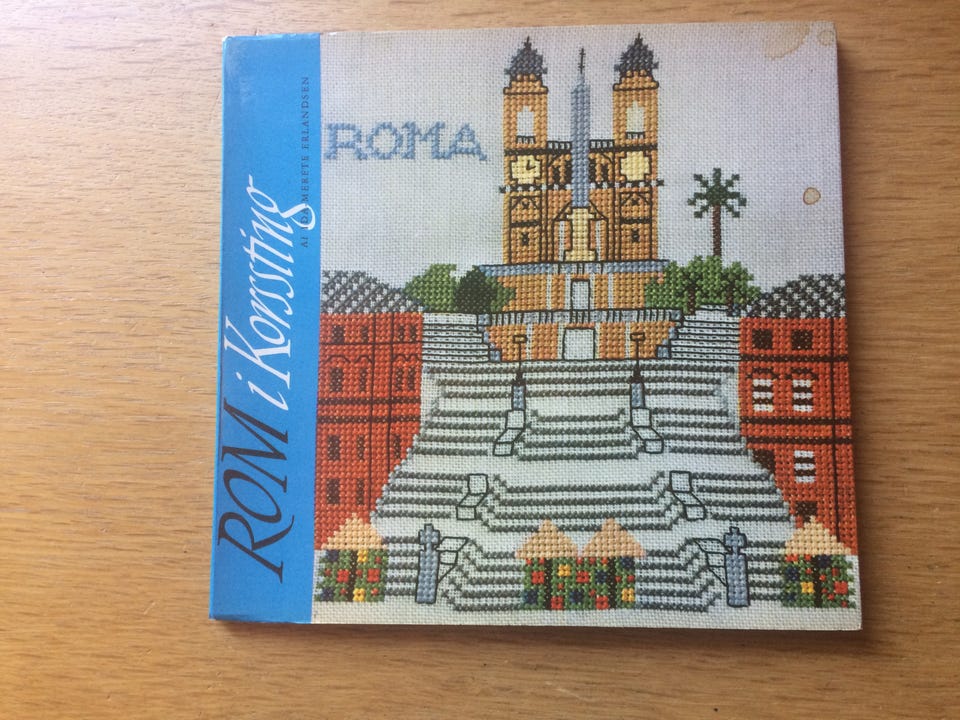 ROM i Korssting
AF IDA-MERETE ERLANDSEN
ROMA